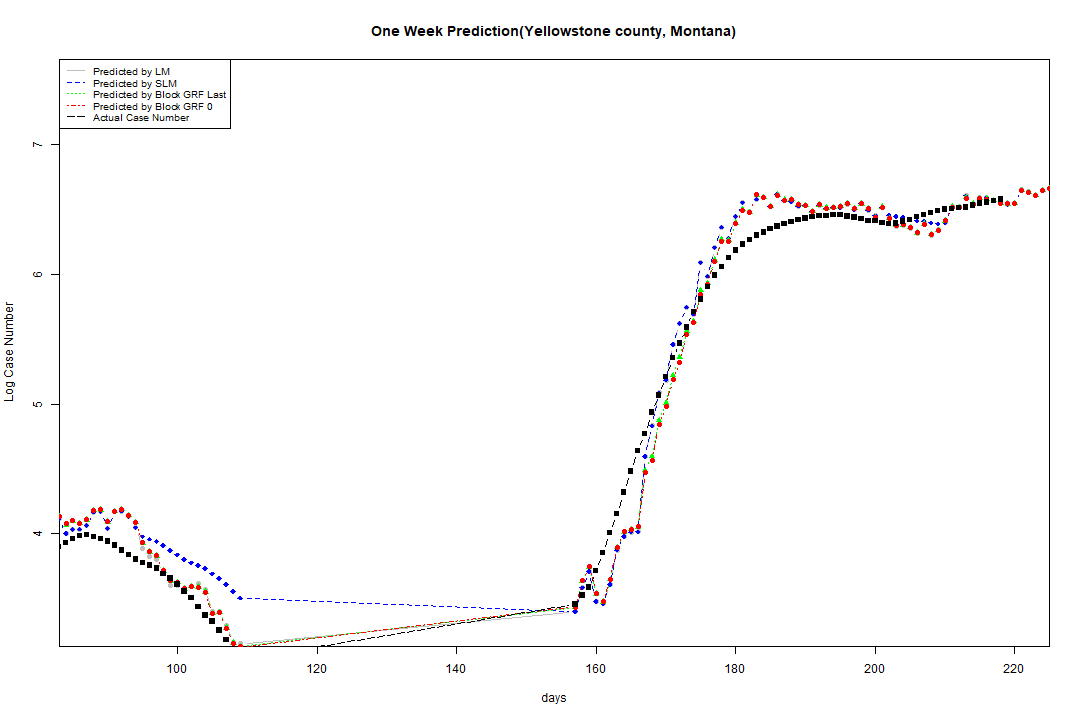 One Week Prediction(Yellowstone county, Montana)
Predicted by LM
Predicted by SLM
Predicted by Block GRF Last
Predicted by Block GRF 0
Actual Case Number
7
6
5
4
Log Case Number
100 120 140 160 180 200 220
days